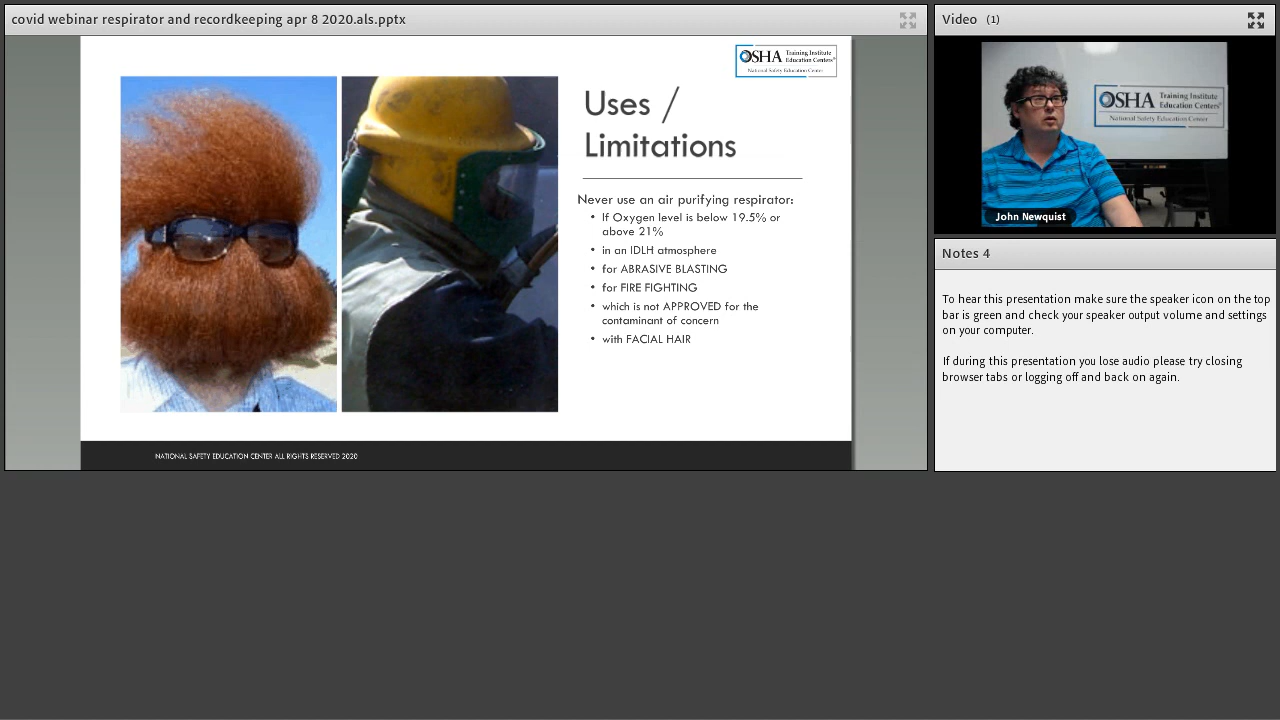 covid webinar respirator and recordkeeping apr 8 2020.als.pptx
OSHA Training Institute
Education Centers®
National Safety Education Center
Uses /
Limitations
Never use an air purifying respirator:
• If Oxygen level is below 19.5% or
above 21%
• in an IDLH atmosphere
• for ABRASIVE BLASTING
• for FIRE FIGHTING
• which is not APPROVED for the
contaminant of concern
• with FACIAL HAIR
NATIONAL SAFETY EDUCATION CENTER ALL RIGHTS RESERVED 2020
Video (1)
OSHA Training Institute
Education Centers®
National Safety Education Center
John Newquist
Notes 4
To hear this presentation make sure the speaker icon on the top
bar is green and check your speaker output volume and settings
on your computer.
If during this presentation you lose audio please try closing
browser tabs or logging off and back on again.